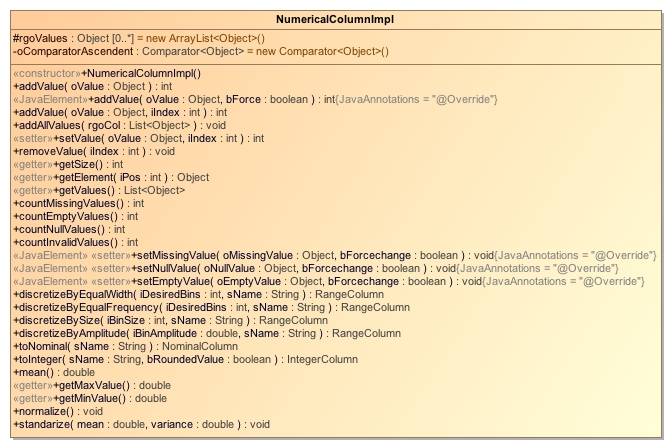 NumericalColumnImpl
#rgoValues : Object [0..*] = new ArrayList<Object>()
-oComparatorAscendent : Comparator<Object> = new Comparator<Object>()
«constructor»+NumericalColumnImpl()
+addValue( oValue : Object ) : int
«JavaElement»+addValue( oValue : Object, bForce : boolean ) : int{JavaAnnotations = "@Override"}
+addValue( oValue : Object, iIndex : int ) : int
+addAllValues( rgoCol : List<Object> ) : void
«setter»+setValue( oValue : Object, iIndex : int ) : int
+removeValue( iIndex : int ) : void
«getter»+getSize() : int
«getter»+getElement( iPos : int ) : Object
«getter»+getValues() : List<Object>
+countMissingValues() : int
+countEmptyValues() : int
+countNullValues() : int
+countInvalidValues() : int
«JavaElement» «setter»+setMissingValue( oMissingValue : Object, bForcechange : boolean ) : void{JavaAnnotations = "@Override"}
«JavaElement» «setter»+setNullValue( oNullValue : Object, bForcechange : boolean ) : void{JavaAnnotations = "@Override"}
«JavaElement» «setter»+setEmptyValue( oEmptyValue : Object, bForcechange : boolean ) : void{JavaAnnotations = "@Override"}
+discretizeByEqualWidth( iDesiredBins : int, sName : String ) : RangeColumn
+discretizeByEqualFrequency( iDesiredBins : int, sName : String ) : RangeColumn
+discretizeBySize( iBinSize : int, sName : String ) : RangeColumn
+discretizeByAmplitude( iBinAmplitude : double, sName : String ) : RangeColumn
+toNominal( sName : String ) : NominalColumn
+toInteger( sName : String, bRoundedValue : boolean ) : IntegerColumn
+mean() : double
«getter»+getMaxValue() : double
«getter»+getMinValue() : double
+normalize() : void
+standarize( mean : double, variance : double ) : void